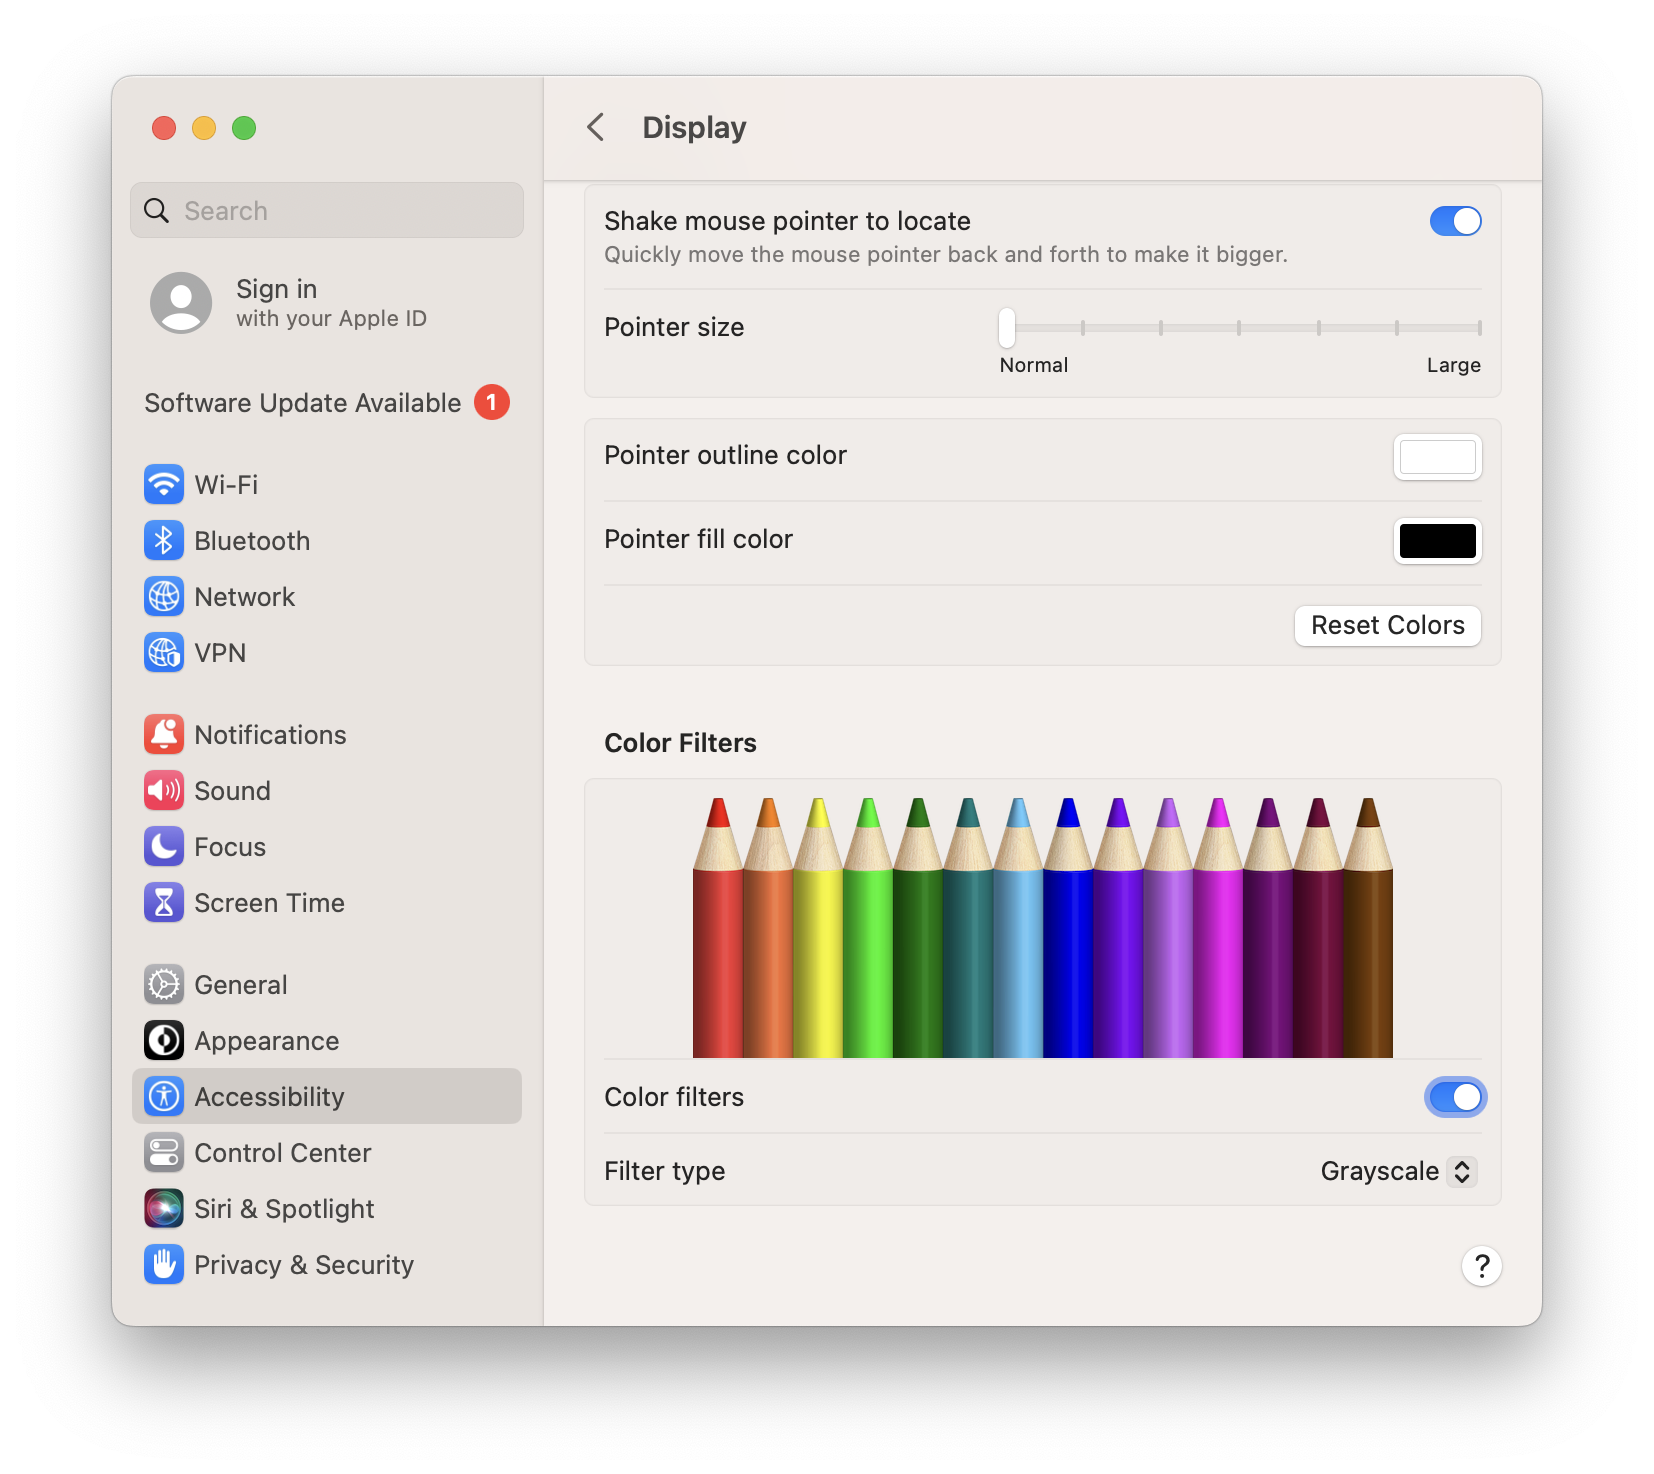 Search
Sign in
with your Apple ID
Software Update Available 1
Wi-Fi
Bluetooth
Network
VPN
Notifications
Sound
Focus
Screen Time
General
Appearance
Accessibility
Control Center
Siri & Spotlight
Privacy & Security
Display
Shake mouse pointer to locate
Quickly move the mouse pointer back and forth to make it bigger.
Pointer size
Normal Large
Pointer outline color
Pointer fill color
Reset Colors
Color Filters
Color filters
Filter type Grayscale
?